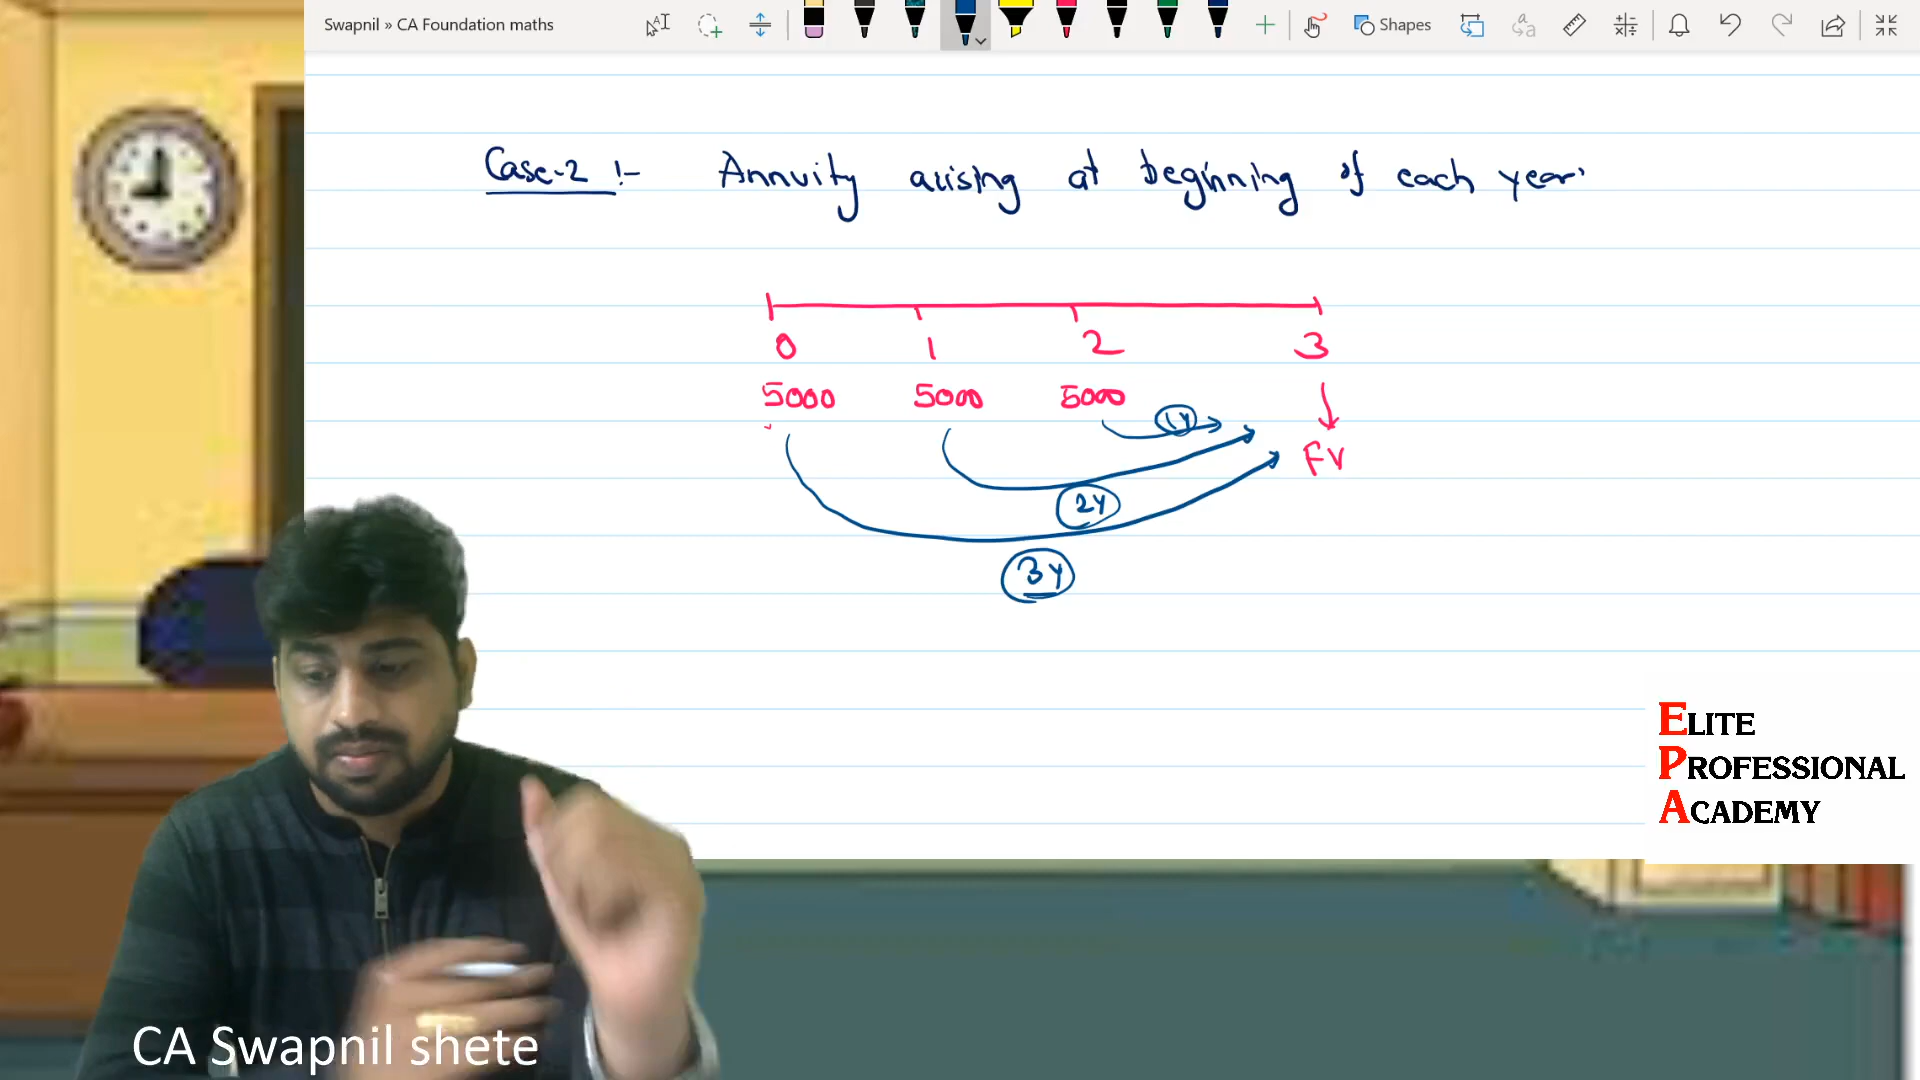 Swapnil » CA Foundation maths
Shapes
Case-2 :- Annuity arising at beginning of each year.
0 1 2 3
5000 5000 5000
1Y
FV
2Y
3Y
ELITE
PROFESSIONAL
ACADEMY
CA Swapnil shete